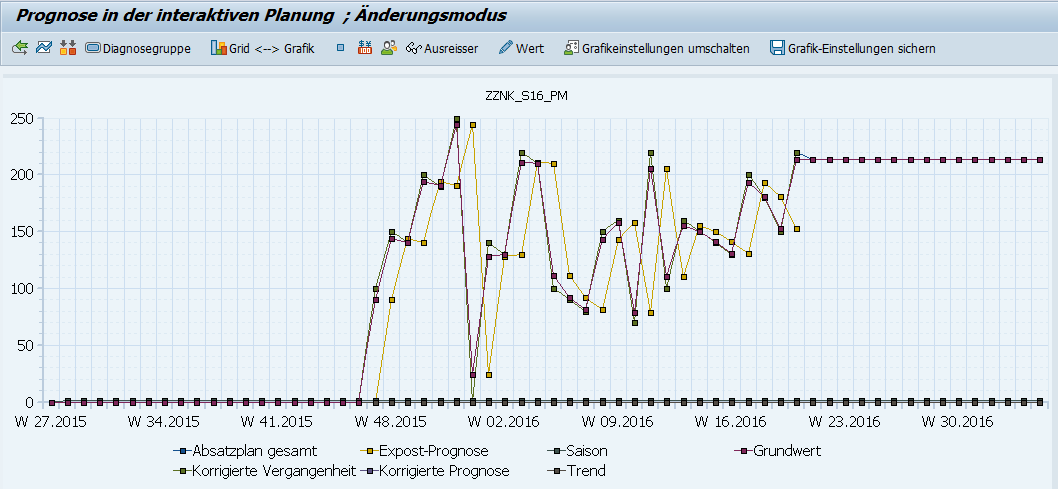 Prognose in der interaktiven Planung ; Änderungsmodus
Diagnosegruppe Grid <--> Grafik Ausreisser Wert Grafikeinstellungen umschalten Grafik-Einstellungen sichern
ZZNK_S16_PM
250
200
150
100
50
0
W 27.2015 W 34.2015 W 41.2015 W 48.2015 W 02.2016 W 09.2016 W 16.2016 W 23.2016 W 30.2016
Absatzplan gesamt Expost-Prognose Saison Grundwert
Korrigierte Vergangenheit Korrigierte Prognose Trend